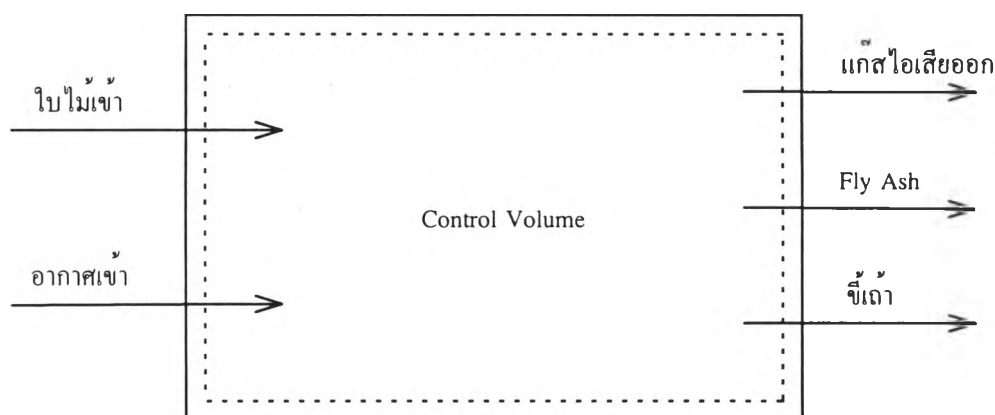 แก๊สไอเสียออก
ใบไม้เข้า
Fly Ash
Control Volume
อากาศเข้า
ขี้เถ้า